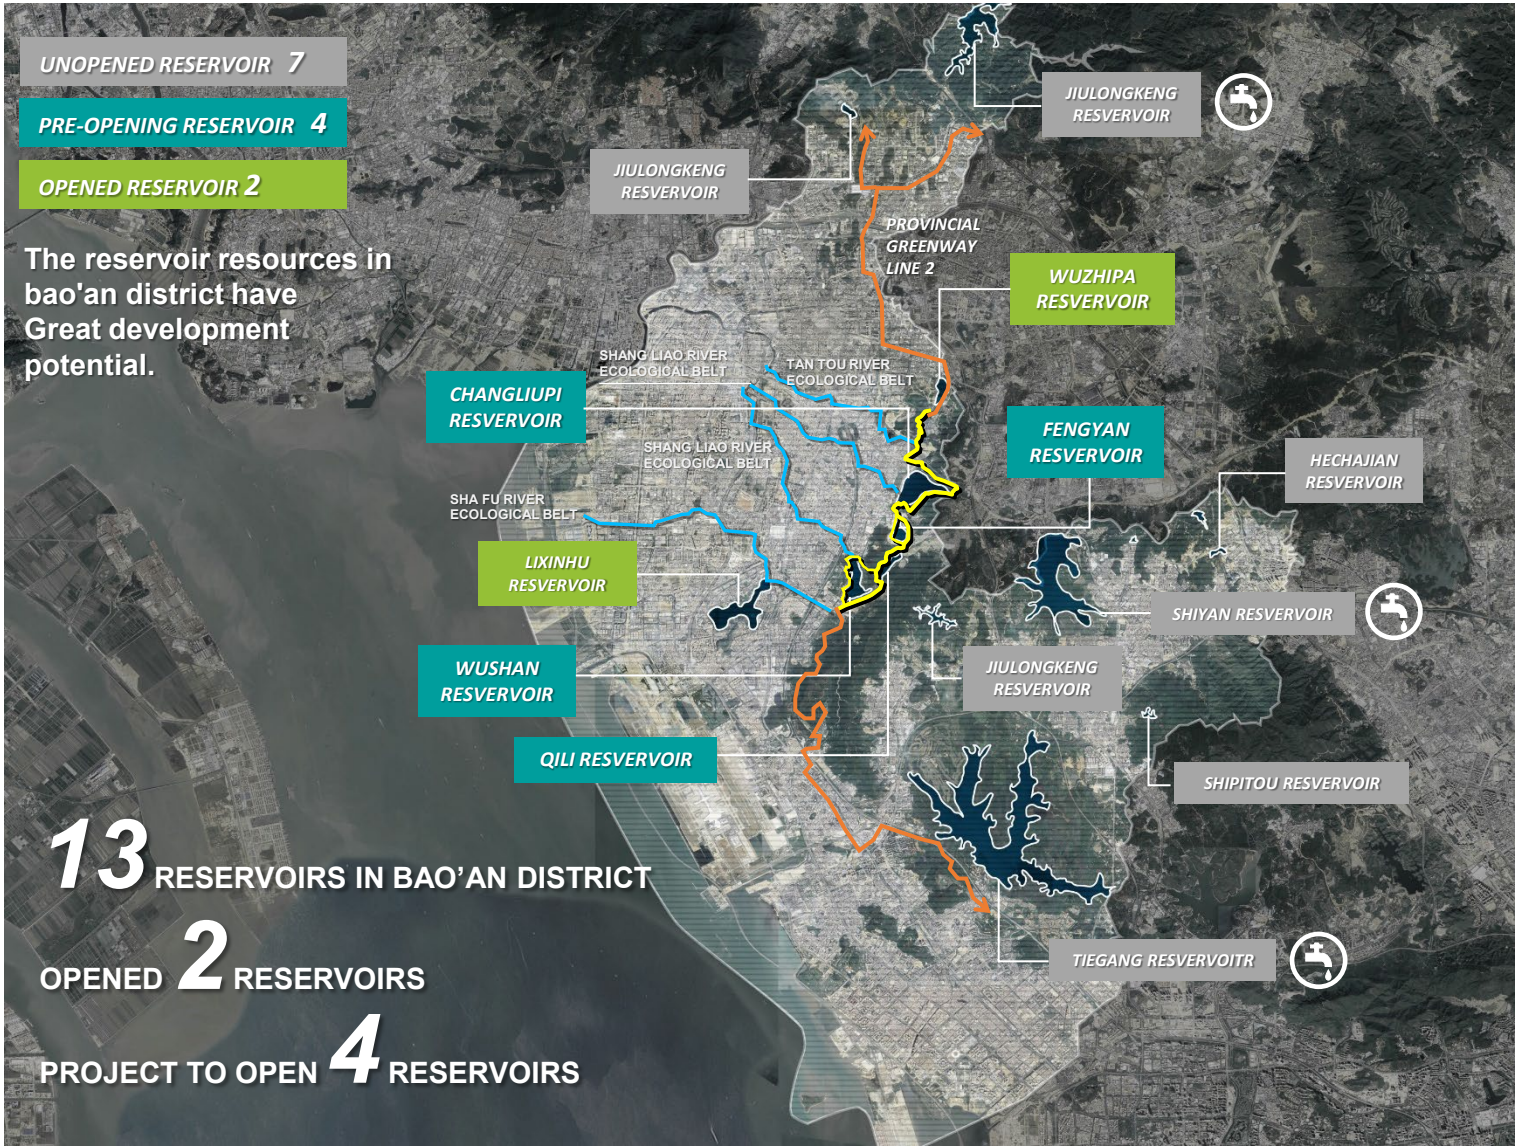 UNOPENED RESERVOIR 7
PRE-OPENING RESERVOIR 4
OPENED RESERVOIR 2
The reservoir resources in
bao'an district have
Great development
potential.
JIULONGKENG
RESVERVOIR
JIULONGKENG
RESVERVOIR
PROVINCIAL
GREENWAY
LINE 2
WUZHIPA
RESVERVOIR
SHANG LIAO RIVER
ECOLOGICAL BELT
TAN TOU RIVER
ECOLOGICAL BELT
CHANGLIUPI
RESVERVOIR
FENGYAN
RESVERVOIR
SHANG LIAO RIVER
ECOLOGICAL BELT
HECHAJIAN
RESERVOIR
SHA FU RIVER
ECOLOGICAL BELT
LIXINHU
RESVERVOIR
SHIYAN RESVERVOIR
WUSHAN
RESVERVOIR
JIULONGKENG
RESVERVOIR
QILI RESVERVOIR
SHIPITOU RESVERVOIR
13 RESERVOIRS IN BAO’AN DISTRICT
OPENED 2 RESERVOIRS
TIEGANG RESVERVOITR
PROJECT TO OPEN 4 RESERVOIRS